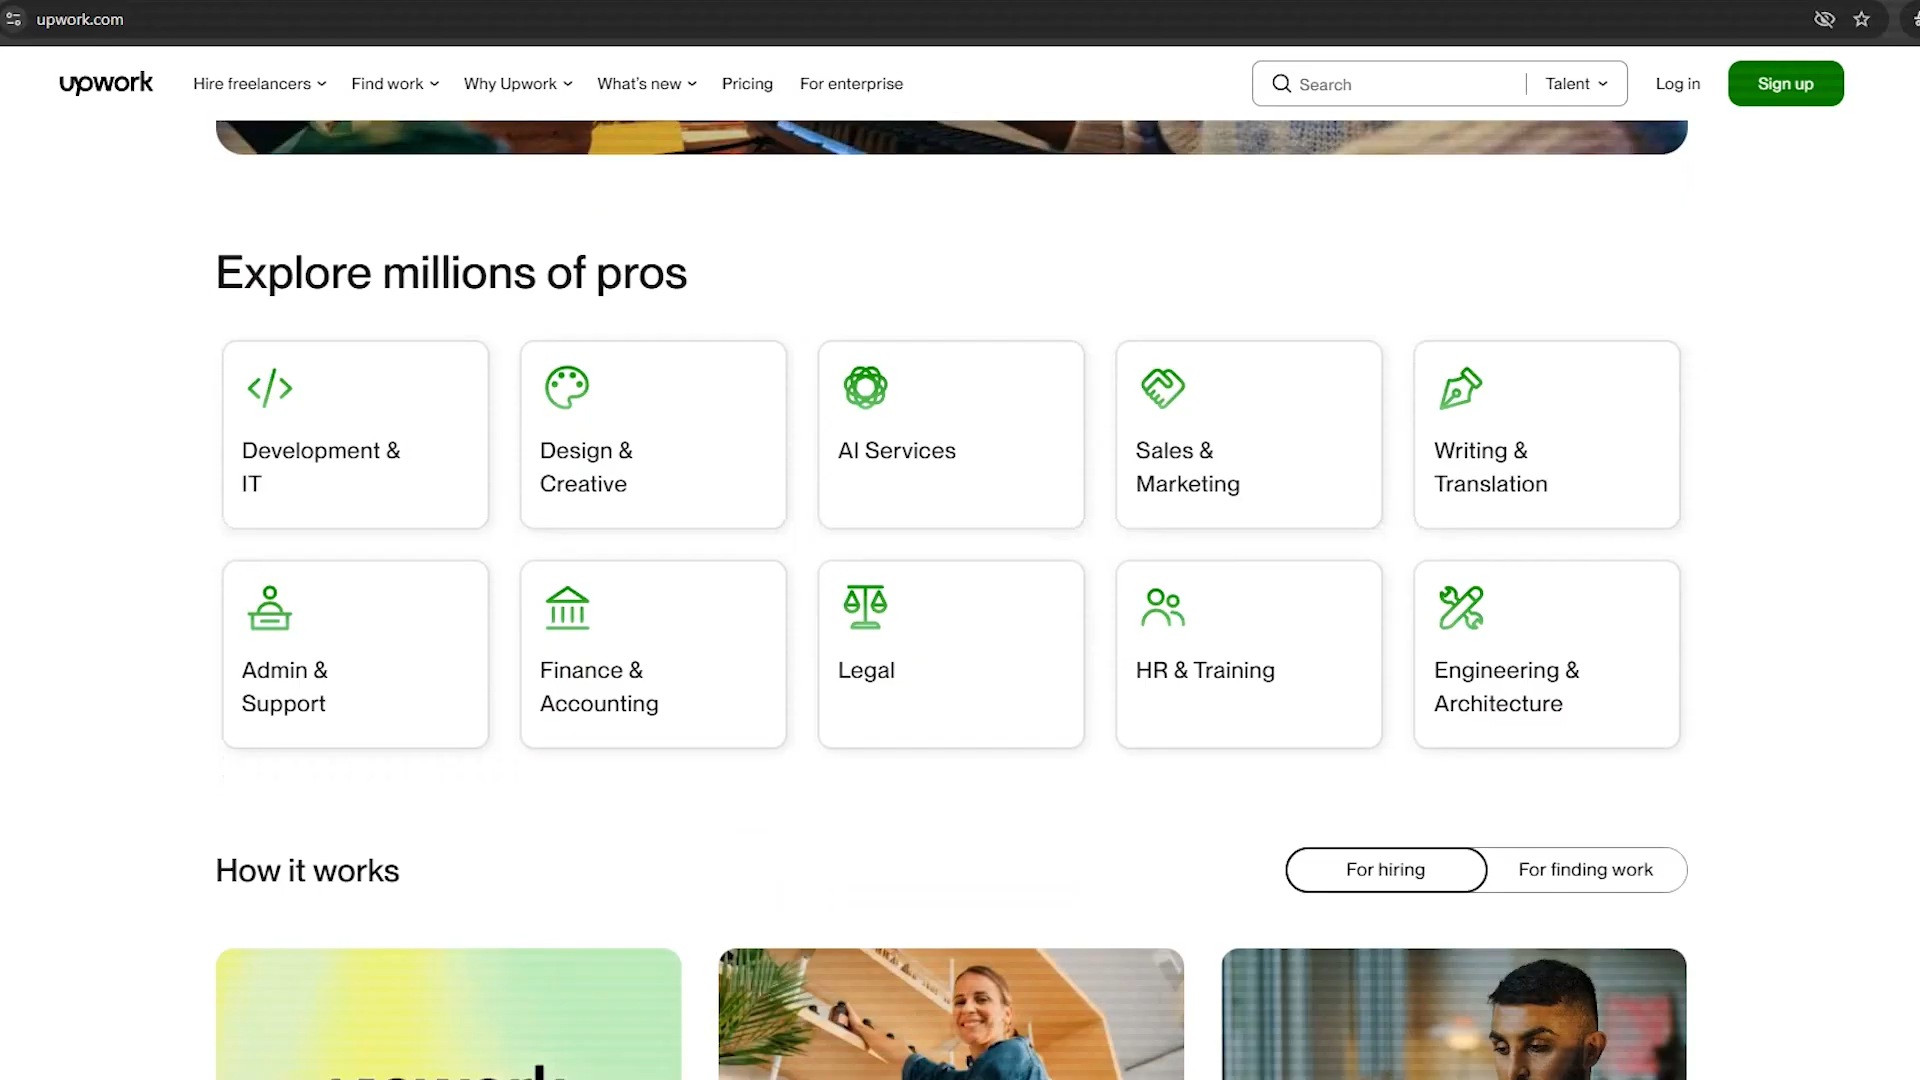 upwork.com
upwork
Hire freelancers
Find work
Why Upwork
What's new
Pricing
For enterprise
Search
Talent
Log in
Sign up
Explore millions of pros
Development &
IT
Design &
Creative
AI Services
Sales &
Marketing
Writing &
Translation
Admin &
Support
Finance &
Accounting
Legal
HR & Training
Engineering &
Architecture
How it works
For hiring
For finding work